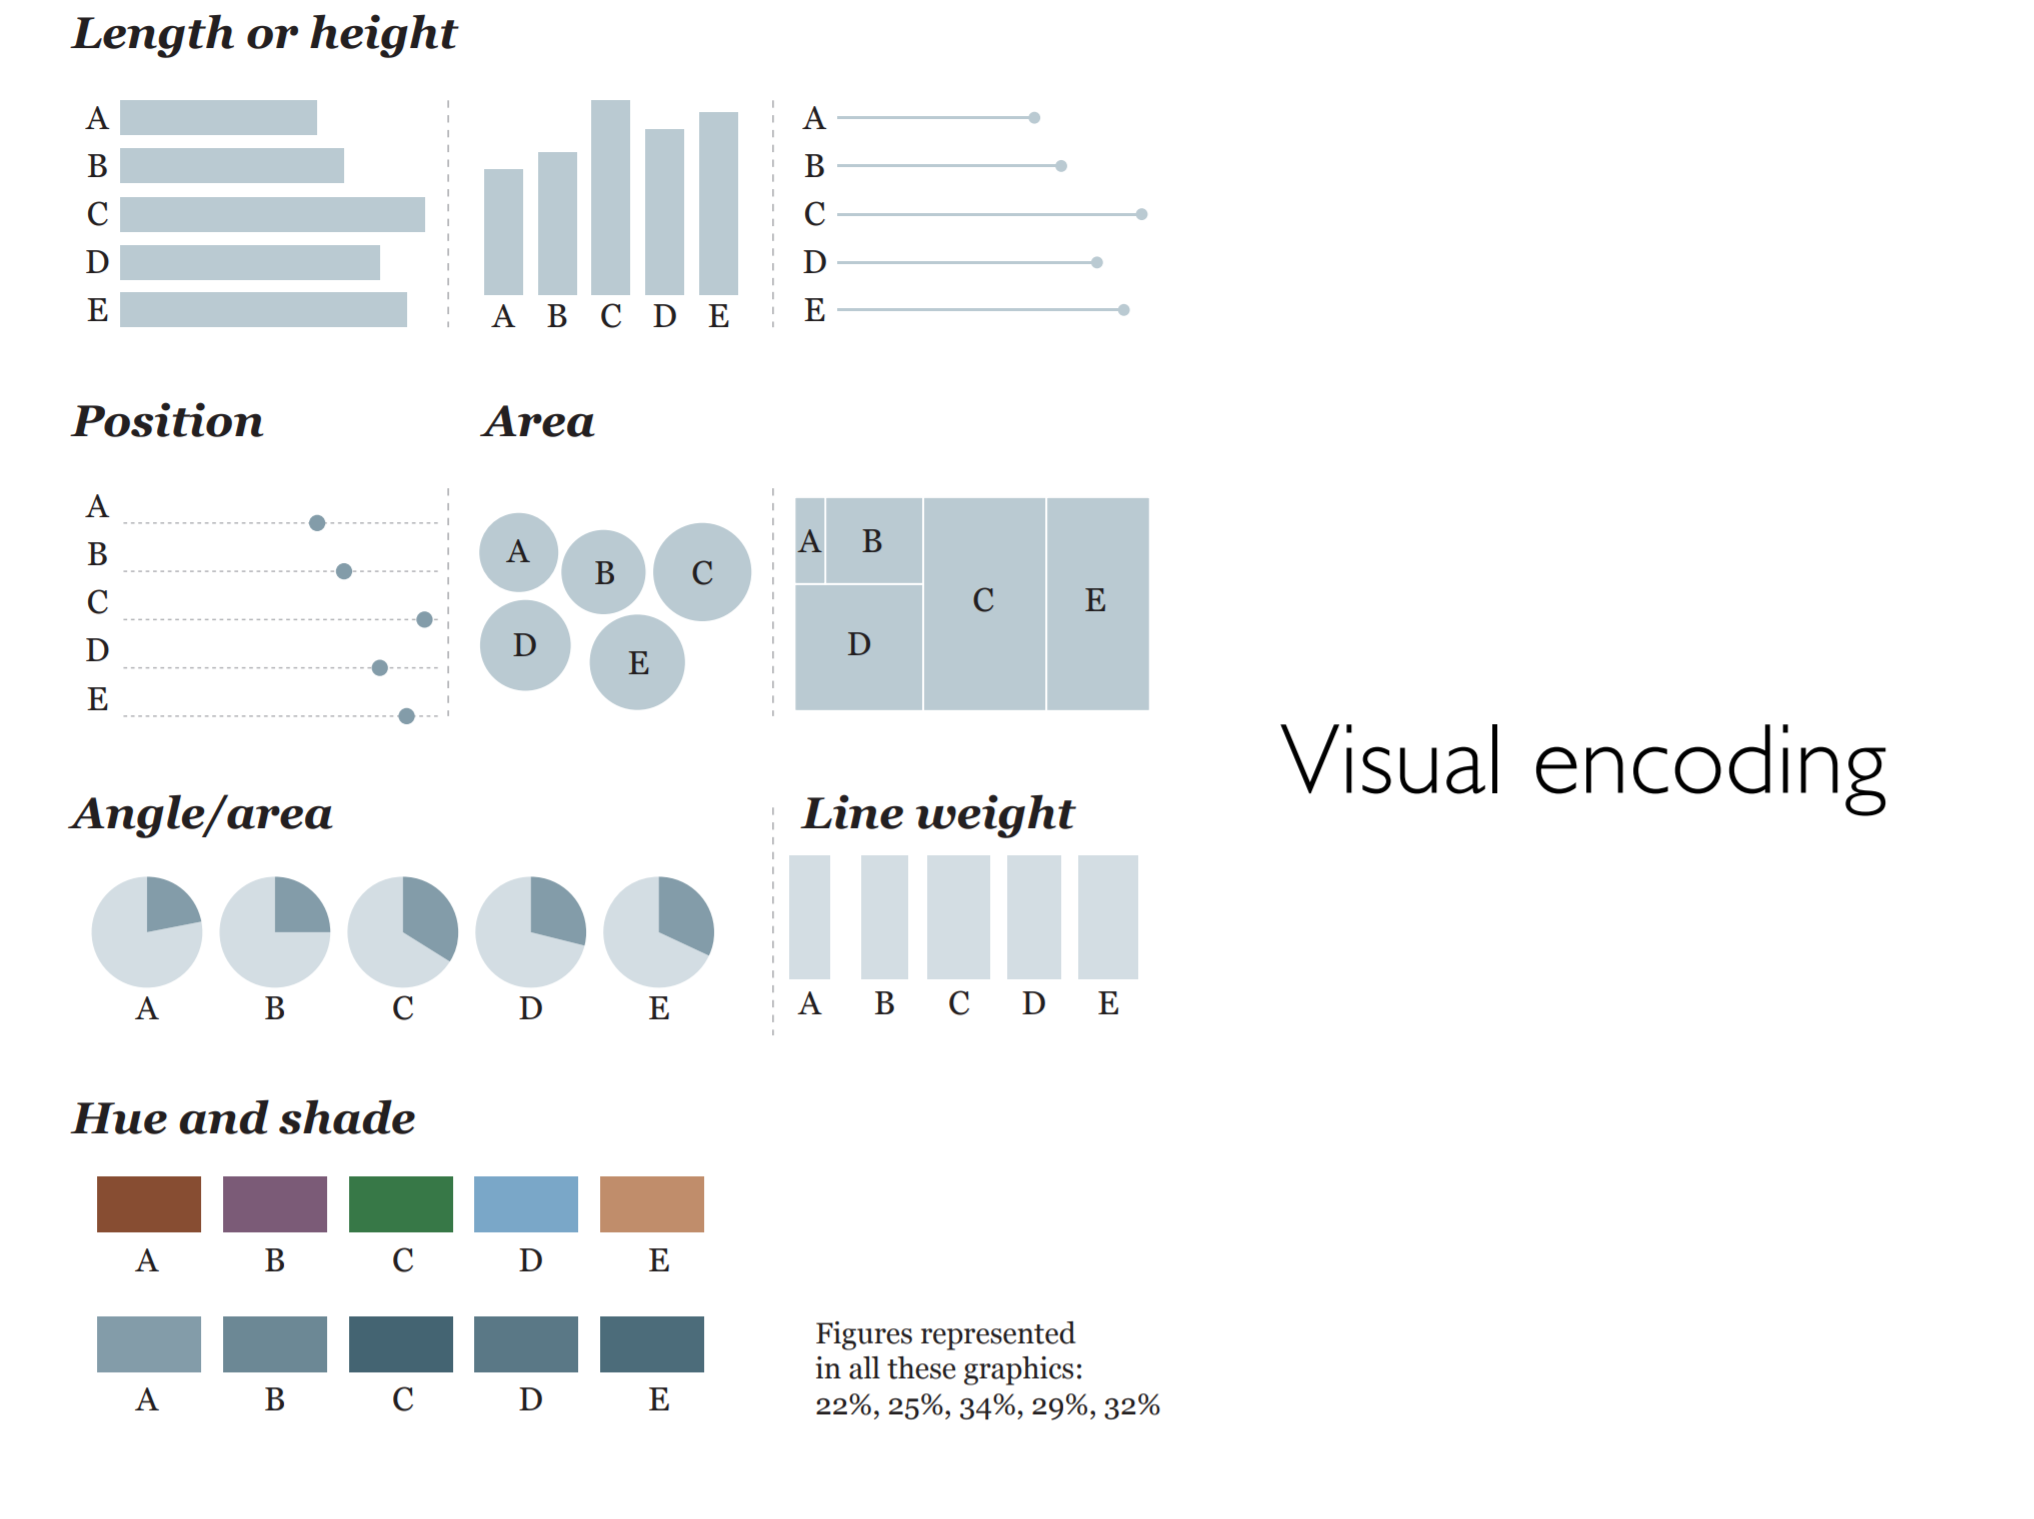 Length or height
A
B
C
D
E
A B C D E
A
B
C
D
E
Position
A
B
C
D
E
Area
A
B
C
D
E
A
B
C
D
E
Visual encoding
Angle/area
A B C D E
Line weight
A B C D E
Hue and shade
A B C D E
A B C D E
Figures represented
in all these graphics:
22%, 25%, 34%, 29%, 32%